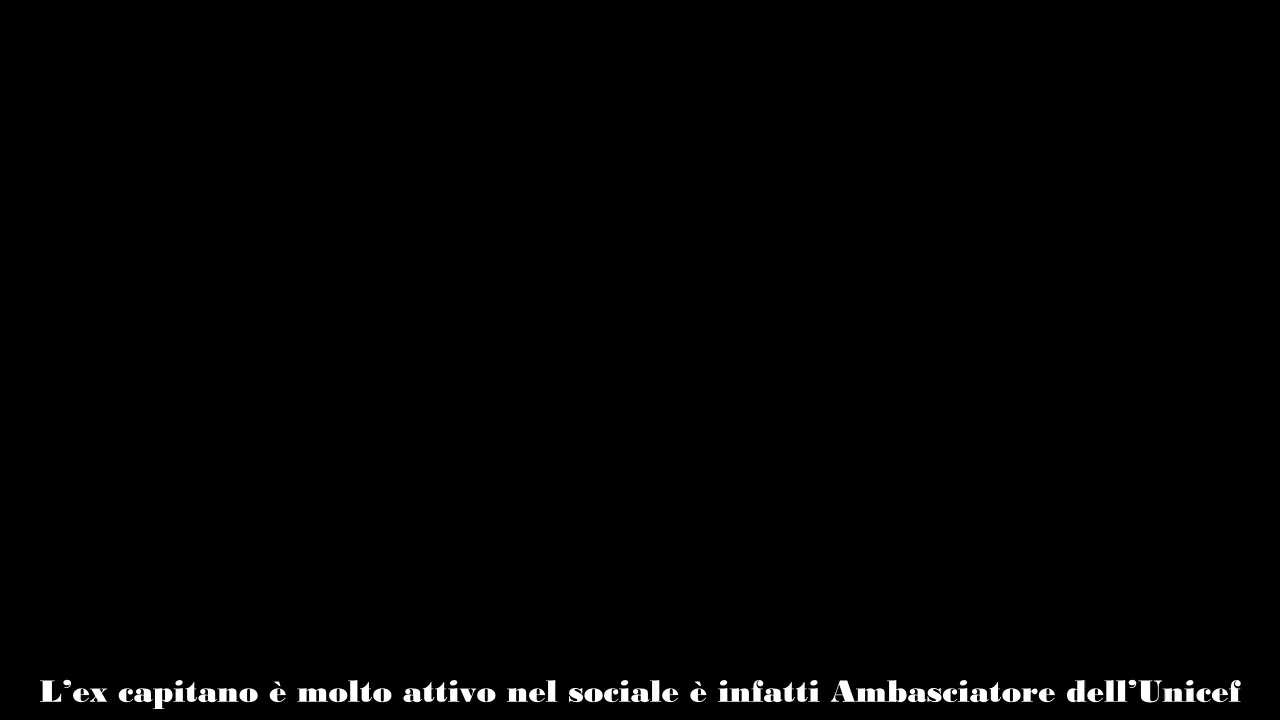 L’ex capitano è molto attivo nel sociale è infatti Ambasciatore dell’Unicef